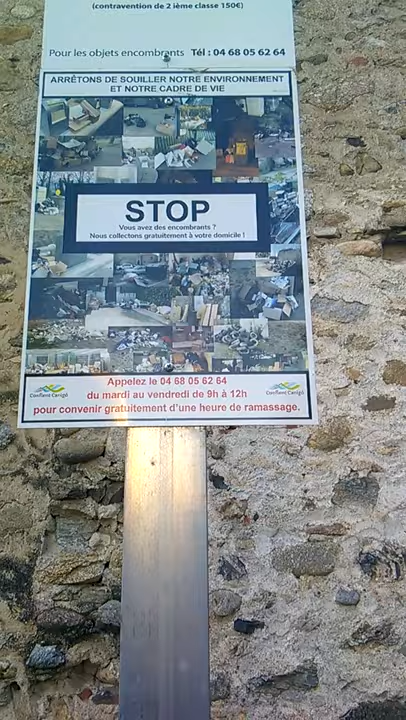 (contravention de 2 ième classe 150€)
Pour les objets encombrants Tél : 04 68 05 62 64
ARRÊTONS DE SOUILLER NOTRE ENVIRONNEMENT
ET NOTRE CADRE DE VIE
STOP
Vous avez des encombrants ?
Nous collectons gratuitement à votre domicile !
Appelez le 04 68 05 62 64
du mardi au vendredi de 9h à 12h
pour convenir gratuitement d'une heure de ramassage.
Conflent Canigó
Conflent Canigó